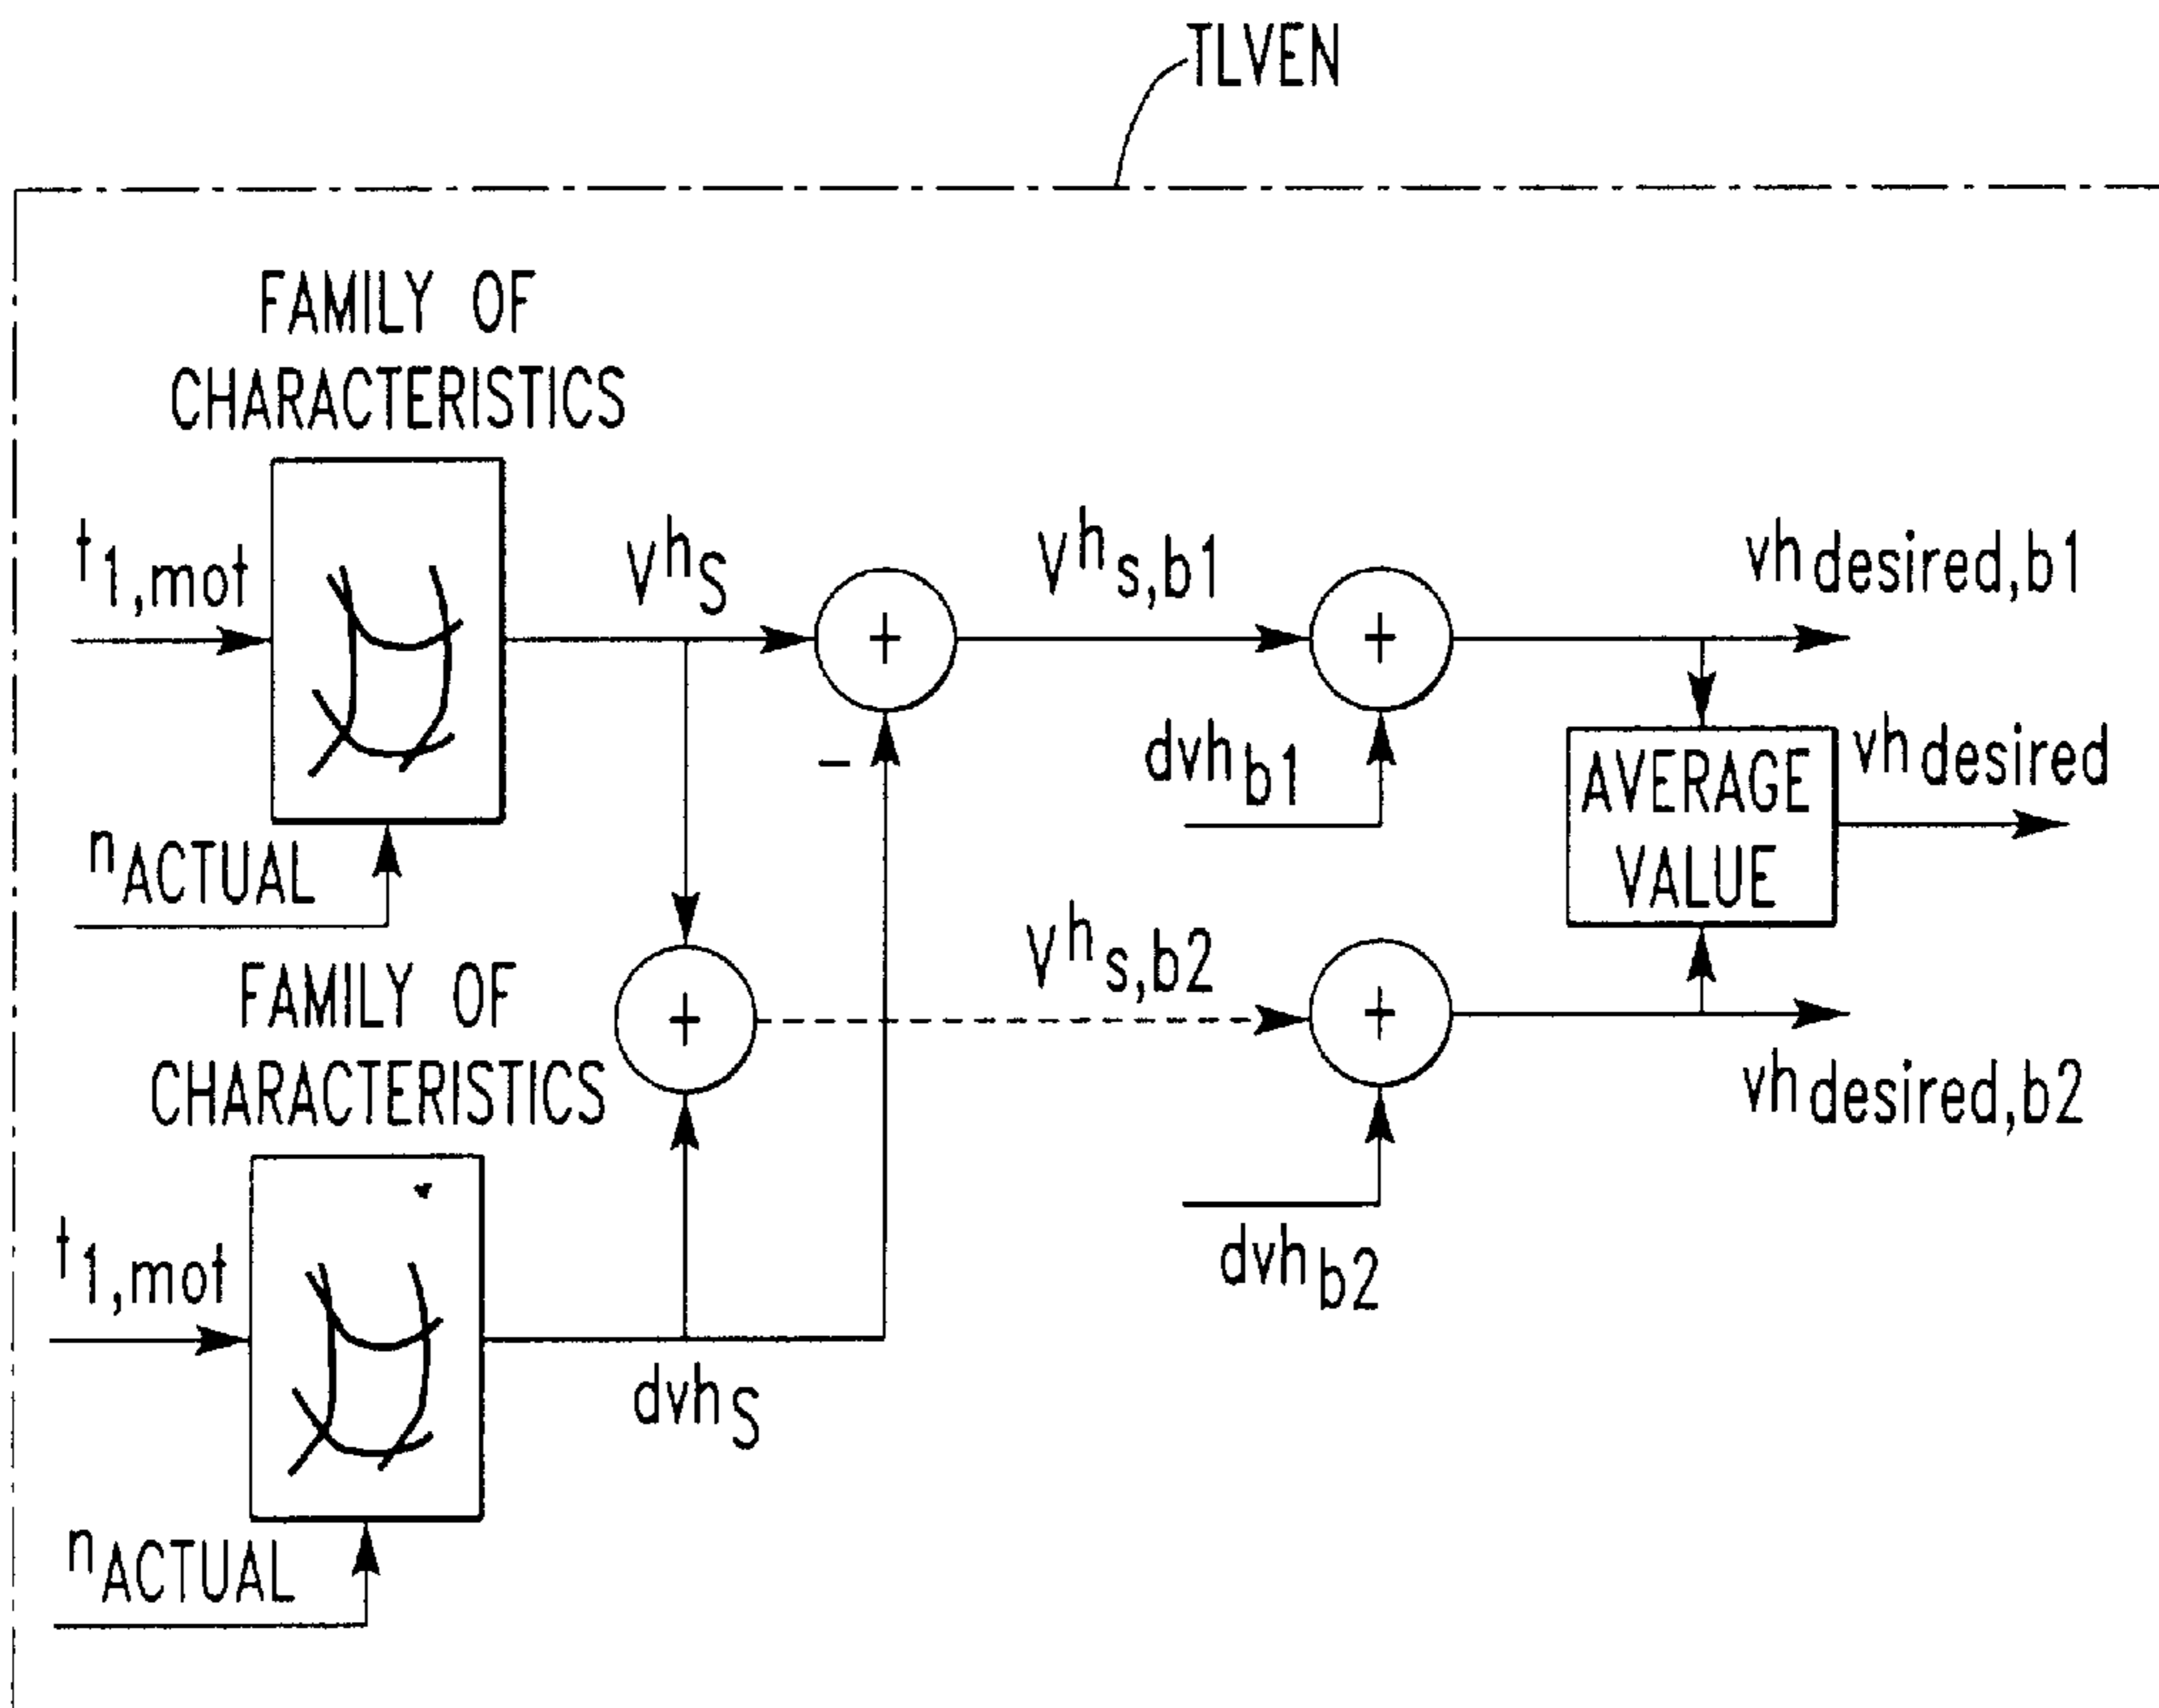 TLVEN
FAMILY OF
CHARACTERISTICS
t1,mot
vhS
vhs,b1
vhdesired,b1
+
+
-
dvhb1
AVERAGE
VALUE
vhdesired
nACTUAL
FAMILY OF
CHARACTERISTICS
+
vhs,b2
+
vhdesired,b2
t1,mot
dvhb2
dvhS
nACTUAL